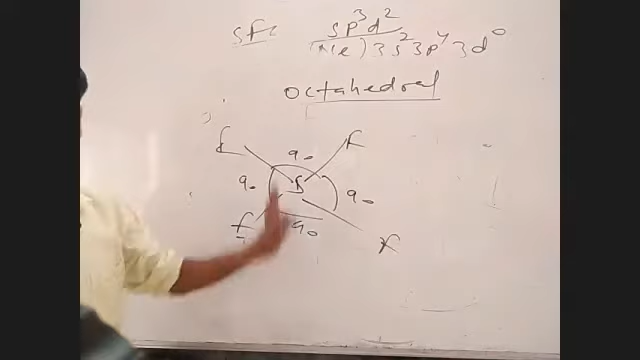 SF6 sp³d²
(Ne) 3s² 3p⁴ 3d⁰
Octahedral
F 90 F
90 S 90
F 90 F